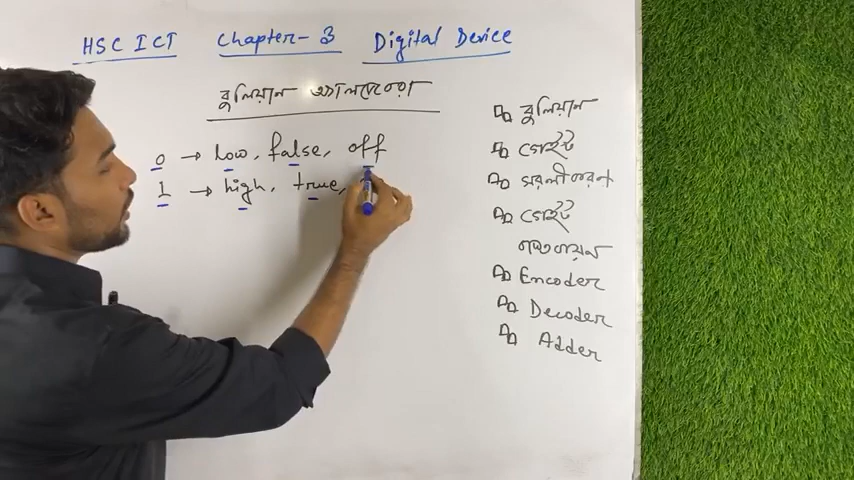 HSC ICT Chapter-3 Digital Device
বুলিয়ান অ্যালজেবরা
0 → Low, false, off
1 → high, true,
বুলিয়ান
গেইট
সরলীকরণ
গেইট
Encoder
Decoder
Adder